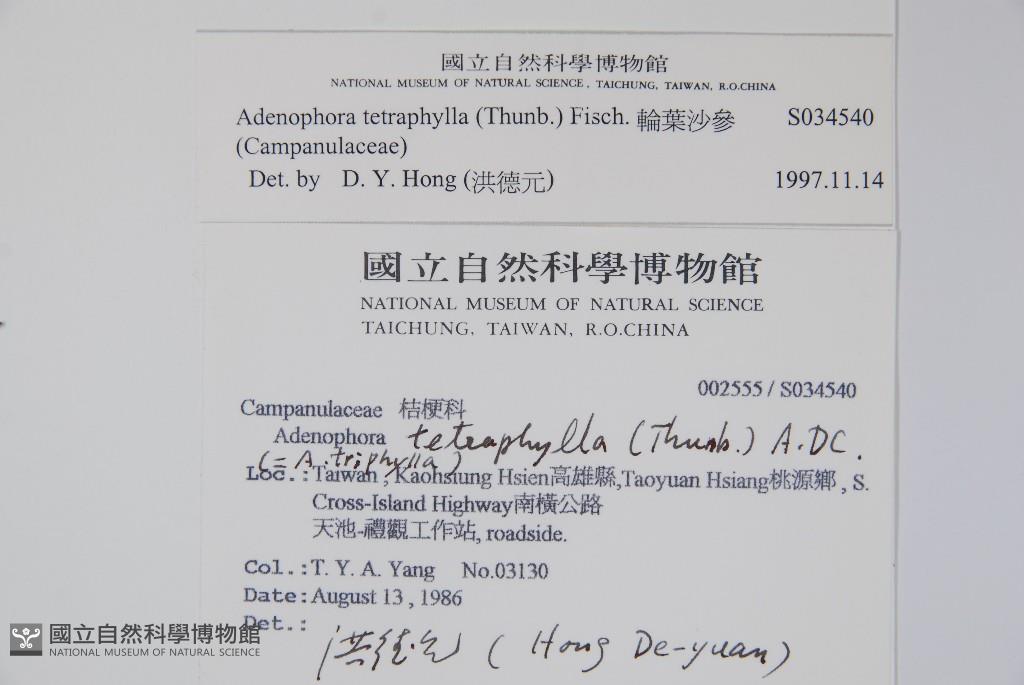 國立自然科學博物館
NATIONAL MUSEUM OF NATURAL SCIENCE, TAICHUNG, TAIWAN, R.O.CHINA
Adenophora tetraphylla (Thunb.) Fisch. 輪葉沙參 S034540
(Campanulaceae)
Det. by D. Y. Hong (洪德元) 1997.11.14
國立自然科學博物館
NATIONAL MUSEUM OF NATURAL SCIENCE
TAICHUNG, TAIWAN, R.O.CHINA
002555 / S034540
Campanulaceae 桔梗科
Adenophora tetraphylla (Thunb.) A.DC.
(= A. triphylla)
Loc.: Taiwan, Kaohsiung Hsien高雄縣,Taoyuan Hsiang桃源鄉, S.
Cross-Island Highway南橫公路
天池-禮觀工作站, roadside.
Col.: T. Y. A. Yang No.03130
Date: August 13, 1986
Det.:
洪德元 (Hong De-yuan)
國立自然科學博物館
NATIONAL MUSEUM OF NATURAL SCIENCE